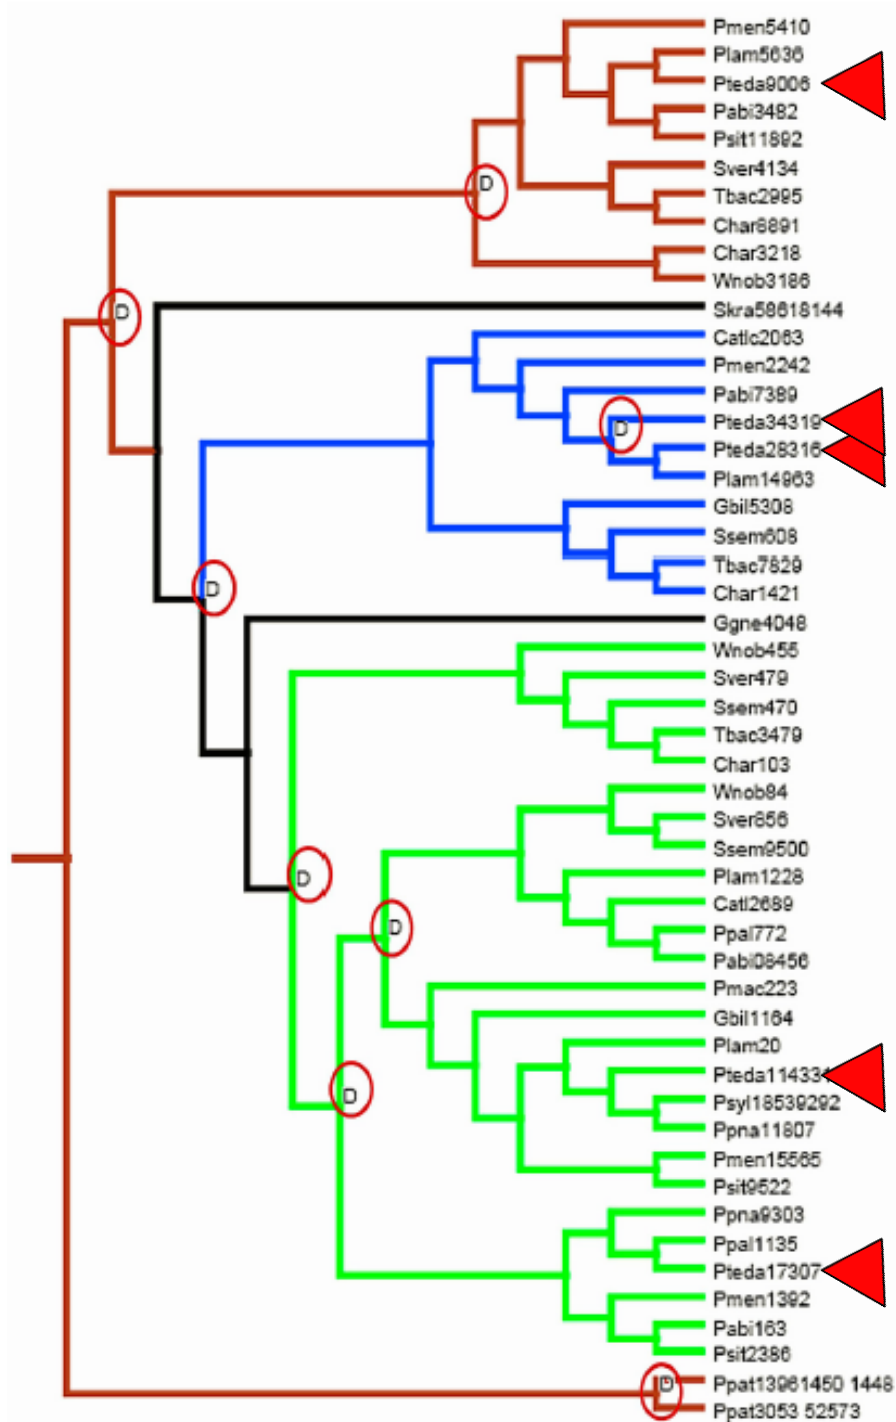 Pmen5410
Plam5636
Pteda9006
Pabi3482
Psit11892
D
Sver4134
Tbac2995
Char6891
Char3218
Wnob3186
D
Skra58618144
Catlc2063
Pmen2242
Pabi7389
Pteda34319
D
Pteda28316
Plam14963
Gbil5308
Ssem608
Tbac7829
D
Char1421
Ggne4048
Wnob455
Sver479
Ssem470
Tbac3479
Char103
Wnob84
Sver856
Ssem9500
D
Plam1228
Catl2689
D
Ppal772
Pabi08456
Pmac223
Gbil1164
Plam20
Pteda114334
D
Psyl18539292
Ppna11807
Pmen15565
Psit9522
Ppna9303
Ppal1135
Pteda17307
Pmen1392
Pabi163
Psit2386
D
Ppat13961450 1448
Ppat3053 52573